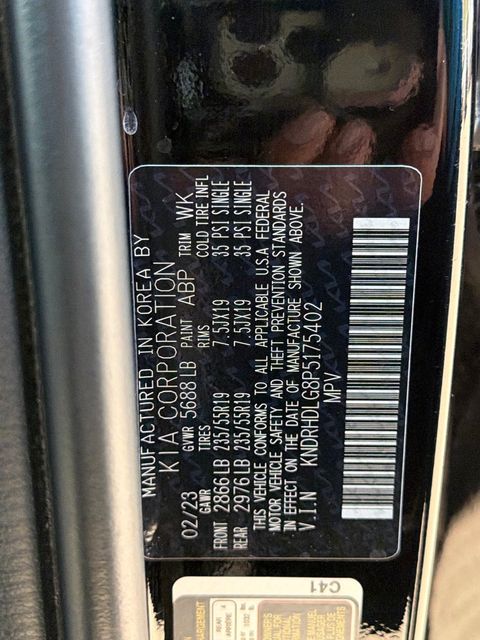 MANUFACTURED IN KOREA BY
KIA CORPORATION
02/23 GVWR 5688 LB PAINT ABP TRIM WK
GAWR TIRES RIMS COLD TIRE INFL
FRONT 2866 LB 235/55R19 7.5JX19 35 PSI SINGLE
REAR 2976 LB 235/55R19 7.5JX19 35 PSI SINGLE
THIS VEHICLE CONFORMS TO ALL APPLICABLE U.S.A FEDERAL
MOTOR VEHICLE SAFETY AND THEFT PREVENTION STANDARDS
IN EFFECT ON THE DATE OF MANUFACTURE SHOWN ABOVE.
VIN KNDRHDLG8P5175402
MPV
C41
REAR
ARRIERE